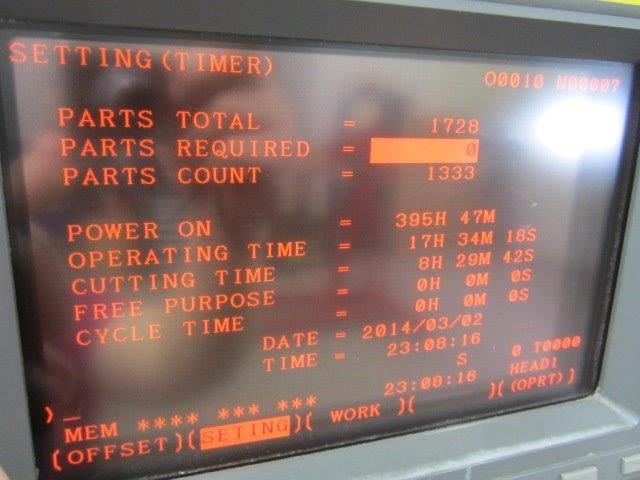 SETTING(TIMER)
O0010 N00007
PARTS TOTAL = 1728
PARTS REQUIRED = 0
PARTS COUNT = 1333
POWER ON = 395H 47M
OPERATING TIME = 17H 34M 18S
CUTTING TIME = 8H 29M 42S
FREE PURPOSE = 0H 0M 0S
CYCLE TIME = 0H 0M 0S
DATE = 2014/03/02
TIME = 23:08:16
>_
S 0 T0000
MEM **** *** *** 23:08:16 HEAD1
(OFFSET)(SETING)( WORK )( )((OPRT))